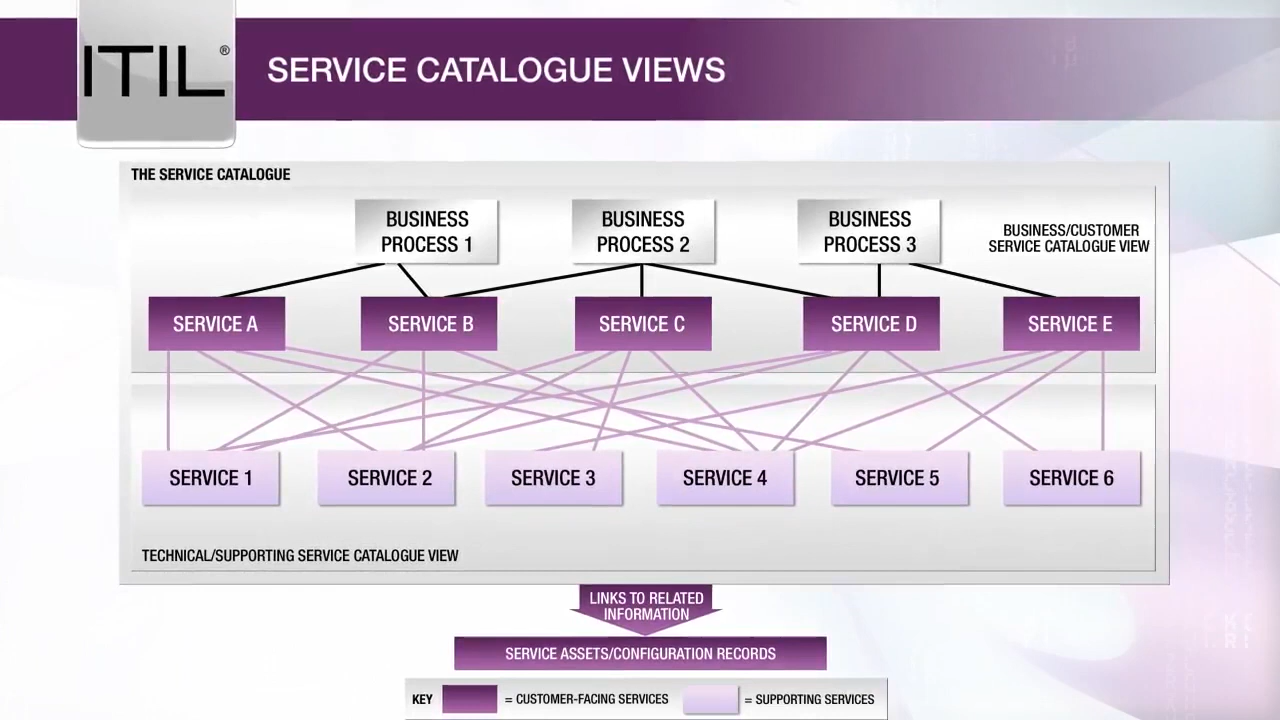 ITIL®
SERVICE CATALOGUE VIEWS
THE SERVICE CATALOGUE
BUSINESS
PROCESS 1
BUSINESS
PROCESS 2
BUSINESS
PROCESS 3
BUSINESS/CUSTOMER
SERVICE CATALOGUE VIEW
SERVICE A
SERVICE B
SERVICE C
SERVICE D
SERVICE E
SERVICE 1
SERVICE 2
SERVICE 3
SERVICE 4
SERVICE 5
SERVICE 6
TECHNICAL/SUPPORTING SERVICE CATALOGUE VIEW
LINKS TO RELATED
INFORMATION
SERVICE ASSETS/CONFIGURATION RECORDS
KEY
= CUSTOMER-FACING SERVICES
= SUPPORTING SERVICES